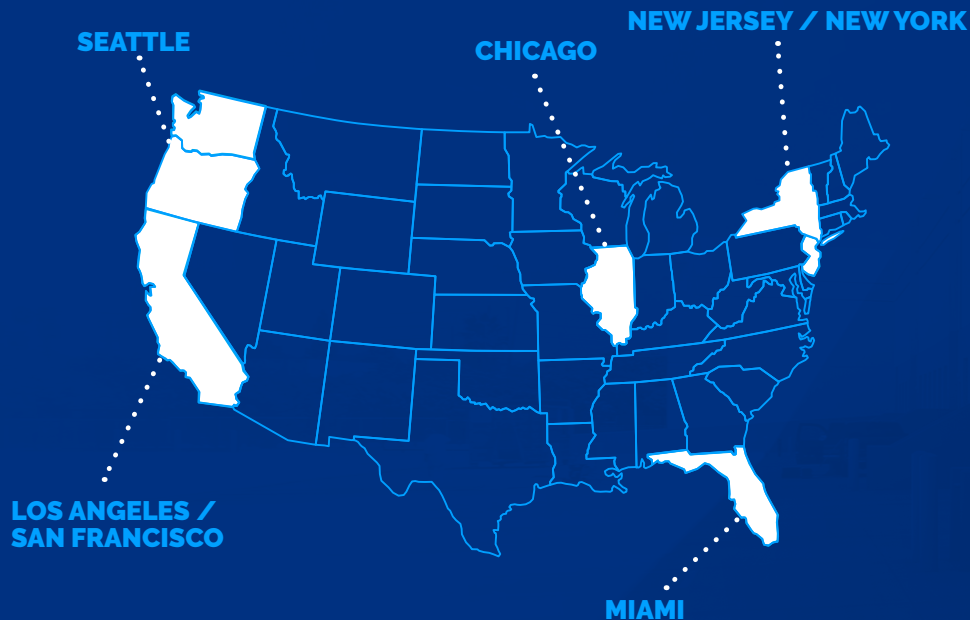 NEW JERSEY / NEW YORK
SEATTLE
CHICAGO
LOS ANGELES /
SAN FRANCISCO
MIAMI